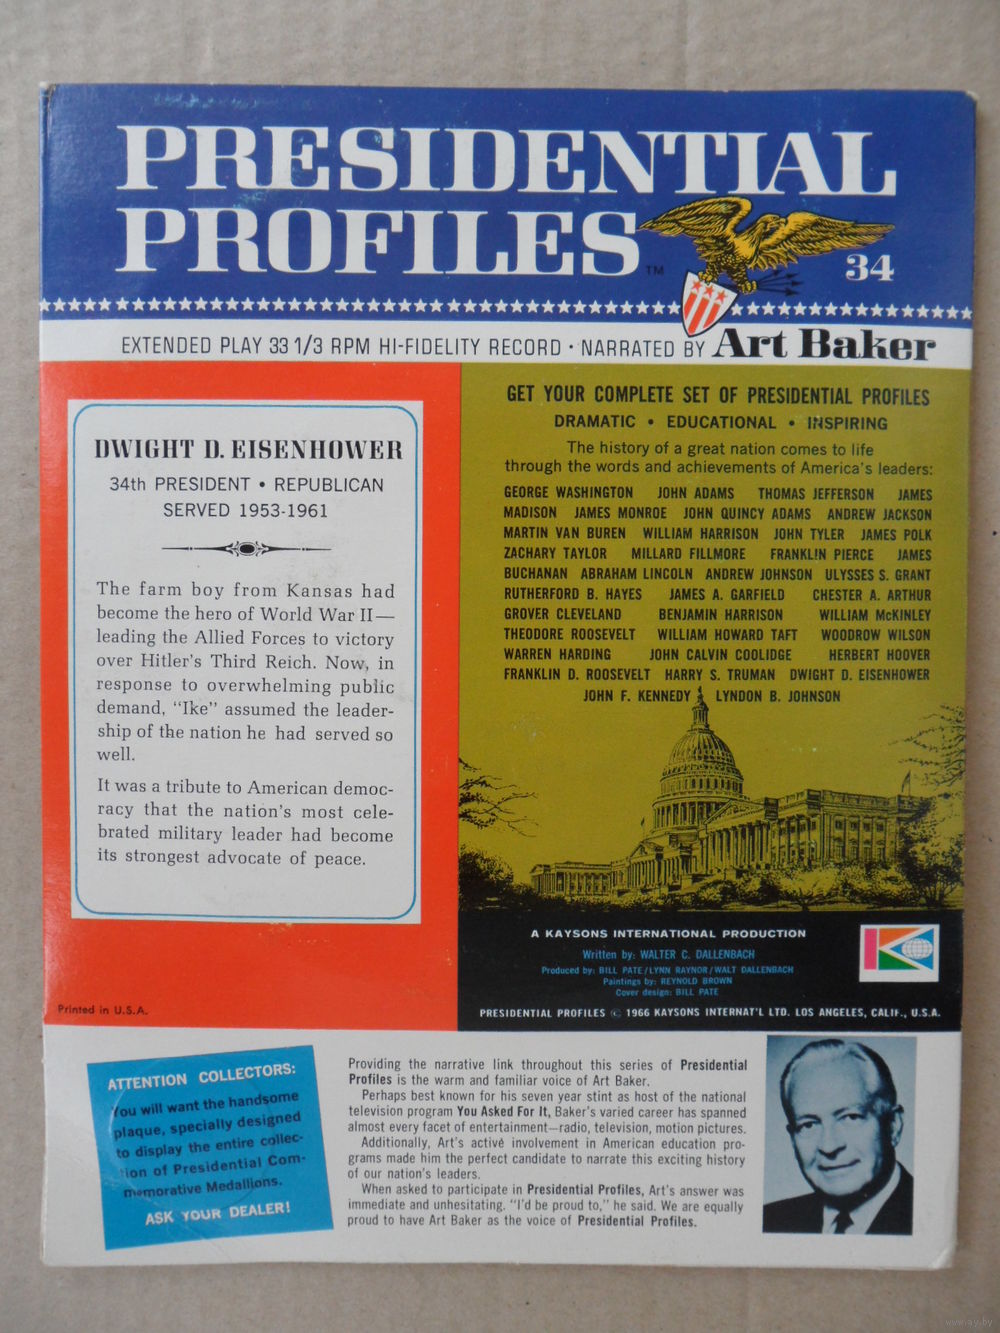 PRESIDENTIAL
PROFILES
TM
34
EXTENDED PLAY 33 1/3 RPM HI-FIDELITY RECORD · NARRATED BY Art Baker
DWIGHT D. EISENHOWER
34th PRESIDENT • REPUBLICAN
SERVED 1953-1961
The farm boy from Kansas had
become the hero of World War II—
leading the Allied Forces to victory
over Hitler's Third Reich. Now, in
response to overwhelming public
demand, "Ike" assumed the leader-
ship of the nation he had served so
well.
It was a tribute to American democ-
racy that the nation's most cele-
brated military leader had become
its strongest advocate of peace.
Printed in U.S.A.
GET YOUR COMPLETE SET OF PRESIDENTIAL PROFILES
DRAMATIC • EDUCATIONAL • INSPIRING
The history of a great nation comes to life
through the words and achievements of America's leaders:
GEORGE WASHINGTON JOHN ADAMS THOMAS JEFFERSON JAMES
MADISON JAMES MONROE JOHN QUINCY ADAMS ANDREW JACKSON
MARTIN VAN BUREN WILLIAM HARRISON JOHN TYLER JAMES POLK
ZACHARY TAYLOR MILLARD FILLMORE FRANKLIN PIERCE JAMES
BUCHANAN ABRAHAM LINCOLN ANDREW JOHNSON ULYSSES S. GRANT
RUTHERFORD B. HAYES JAMES A. GARFIELD CHESTER A. ARTHUR
GROVER CLEVELAND BENJAMIN HARRISON WILLIAM McKINLEY
THEODORE ROOSEVELT WILLIAM HOWARD TAFT WOODROW WILSON
WARREN HARDING JOHN CALVIN COOLIDGE HERBERT HOOVER
FRANKLIN D. ROOSEVELT HARRY S. TRUMAN DWIGHT D. EISENHOWER
JOHN F. KENNEDY LYNDON B. JOHNSON
A KAYSONS INTERNATIONAL PRODUCTION
Written by: WALTER C. DALLENBACH
Produced by: BILL PATE/LYNN RAYNOR/WALT DALLENBACH
Paintings by: REYNOLD BROWN
Cover design: BILL PATE
PRESIDENTIAL PROFILES © 1966 KAYSONS INTERNAT'L LTD. LOS ANGELES, CALIF., U.S.A.
ATTENTION COLLECTORS:
You will want the handsome
plaque, specially designed
to display the entire collec-
tion of Presidential Com-
memorative Medallions.
ASK YOUR DEALER!
Providing the narrative link throughout this series of Presidential
Profiles is the warm and familiar voice of Art Baker.
Perhaps best known for his seven year stint as host of the national
television program You Asked For It, Baker's varied career has spanned
almost every facet of entertainment—radio, television, motion pictures.
Additionally, Art's active involvement in American education pro-
grams made him the perfect candidate to narrate this exciting history
of our nation's leaders.
When asked to participate in Presidential Profiles, Art's answer was
immediate and unhesitating. "I'd be proud to," he said. We are equally
proud to have Art Baker as the voice of Presidential Profiles.
www.ay.by